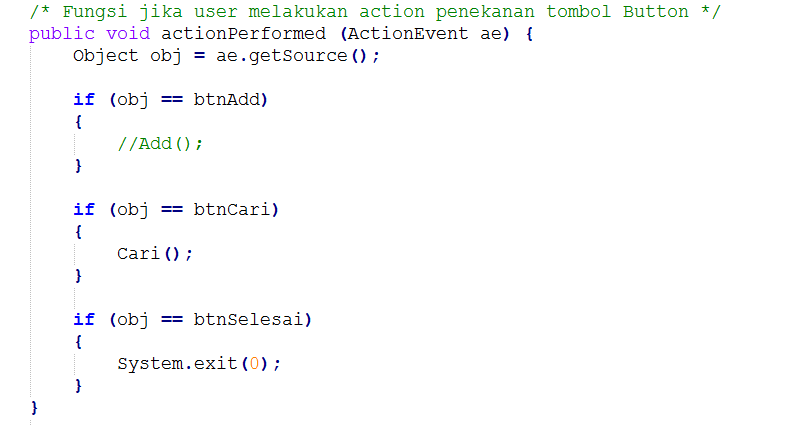 /* Fungsi jika user melakukan action penekanan tombol Button */
public void actionPerformed (ActionEvent ae) {
Object obj = ae.getSource();
if (obj == btnAdd)
{
//Add();
}
if (obj == btnCari)
{
Cari();
}
if (obj == btnSelesai)
{
System.exit(0);
}
}